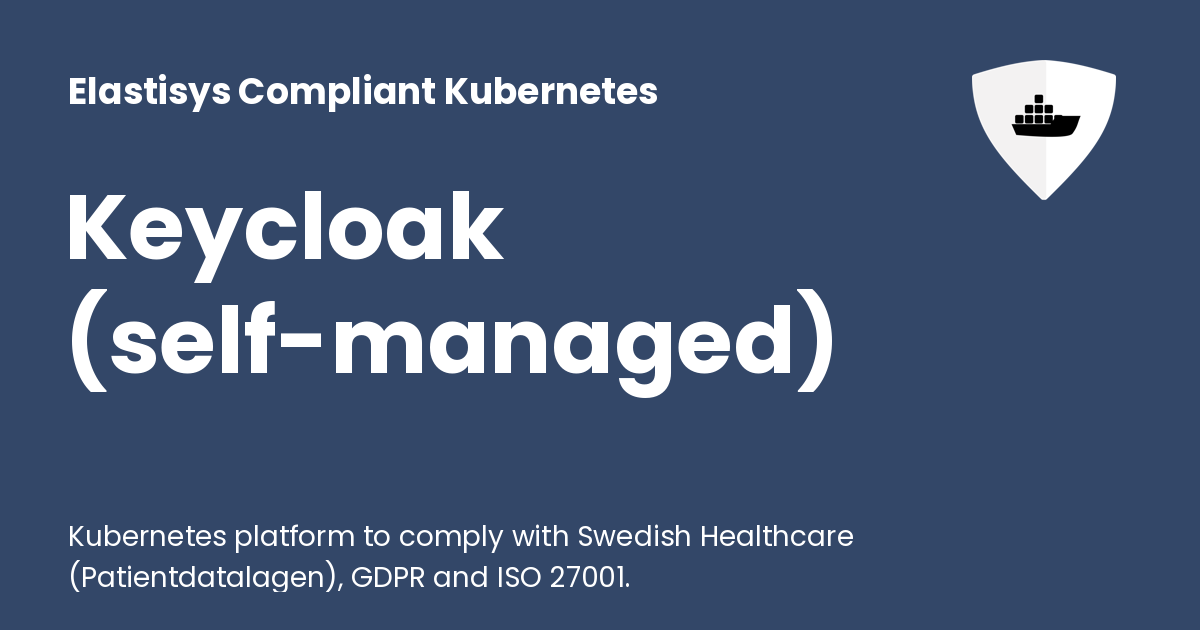 Elastisys Compliant Kubernetes
Keycloak
(self-managed)
Kubernetes platform to comply with Swedish Healthcare
(Patientdatalagen), GDPR and ISO 27001.